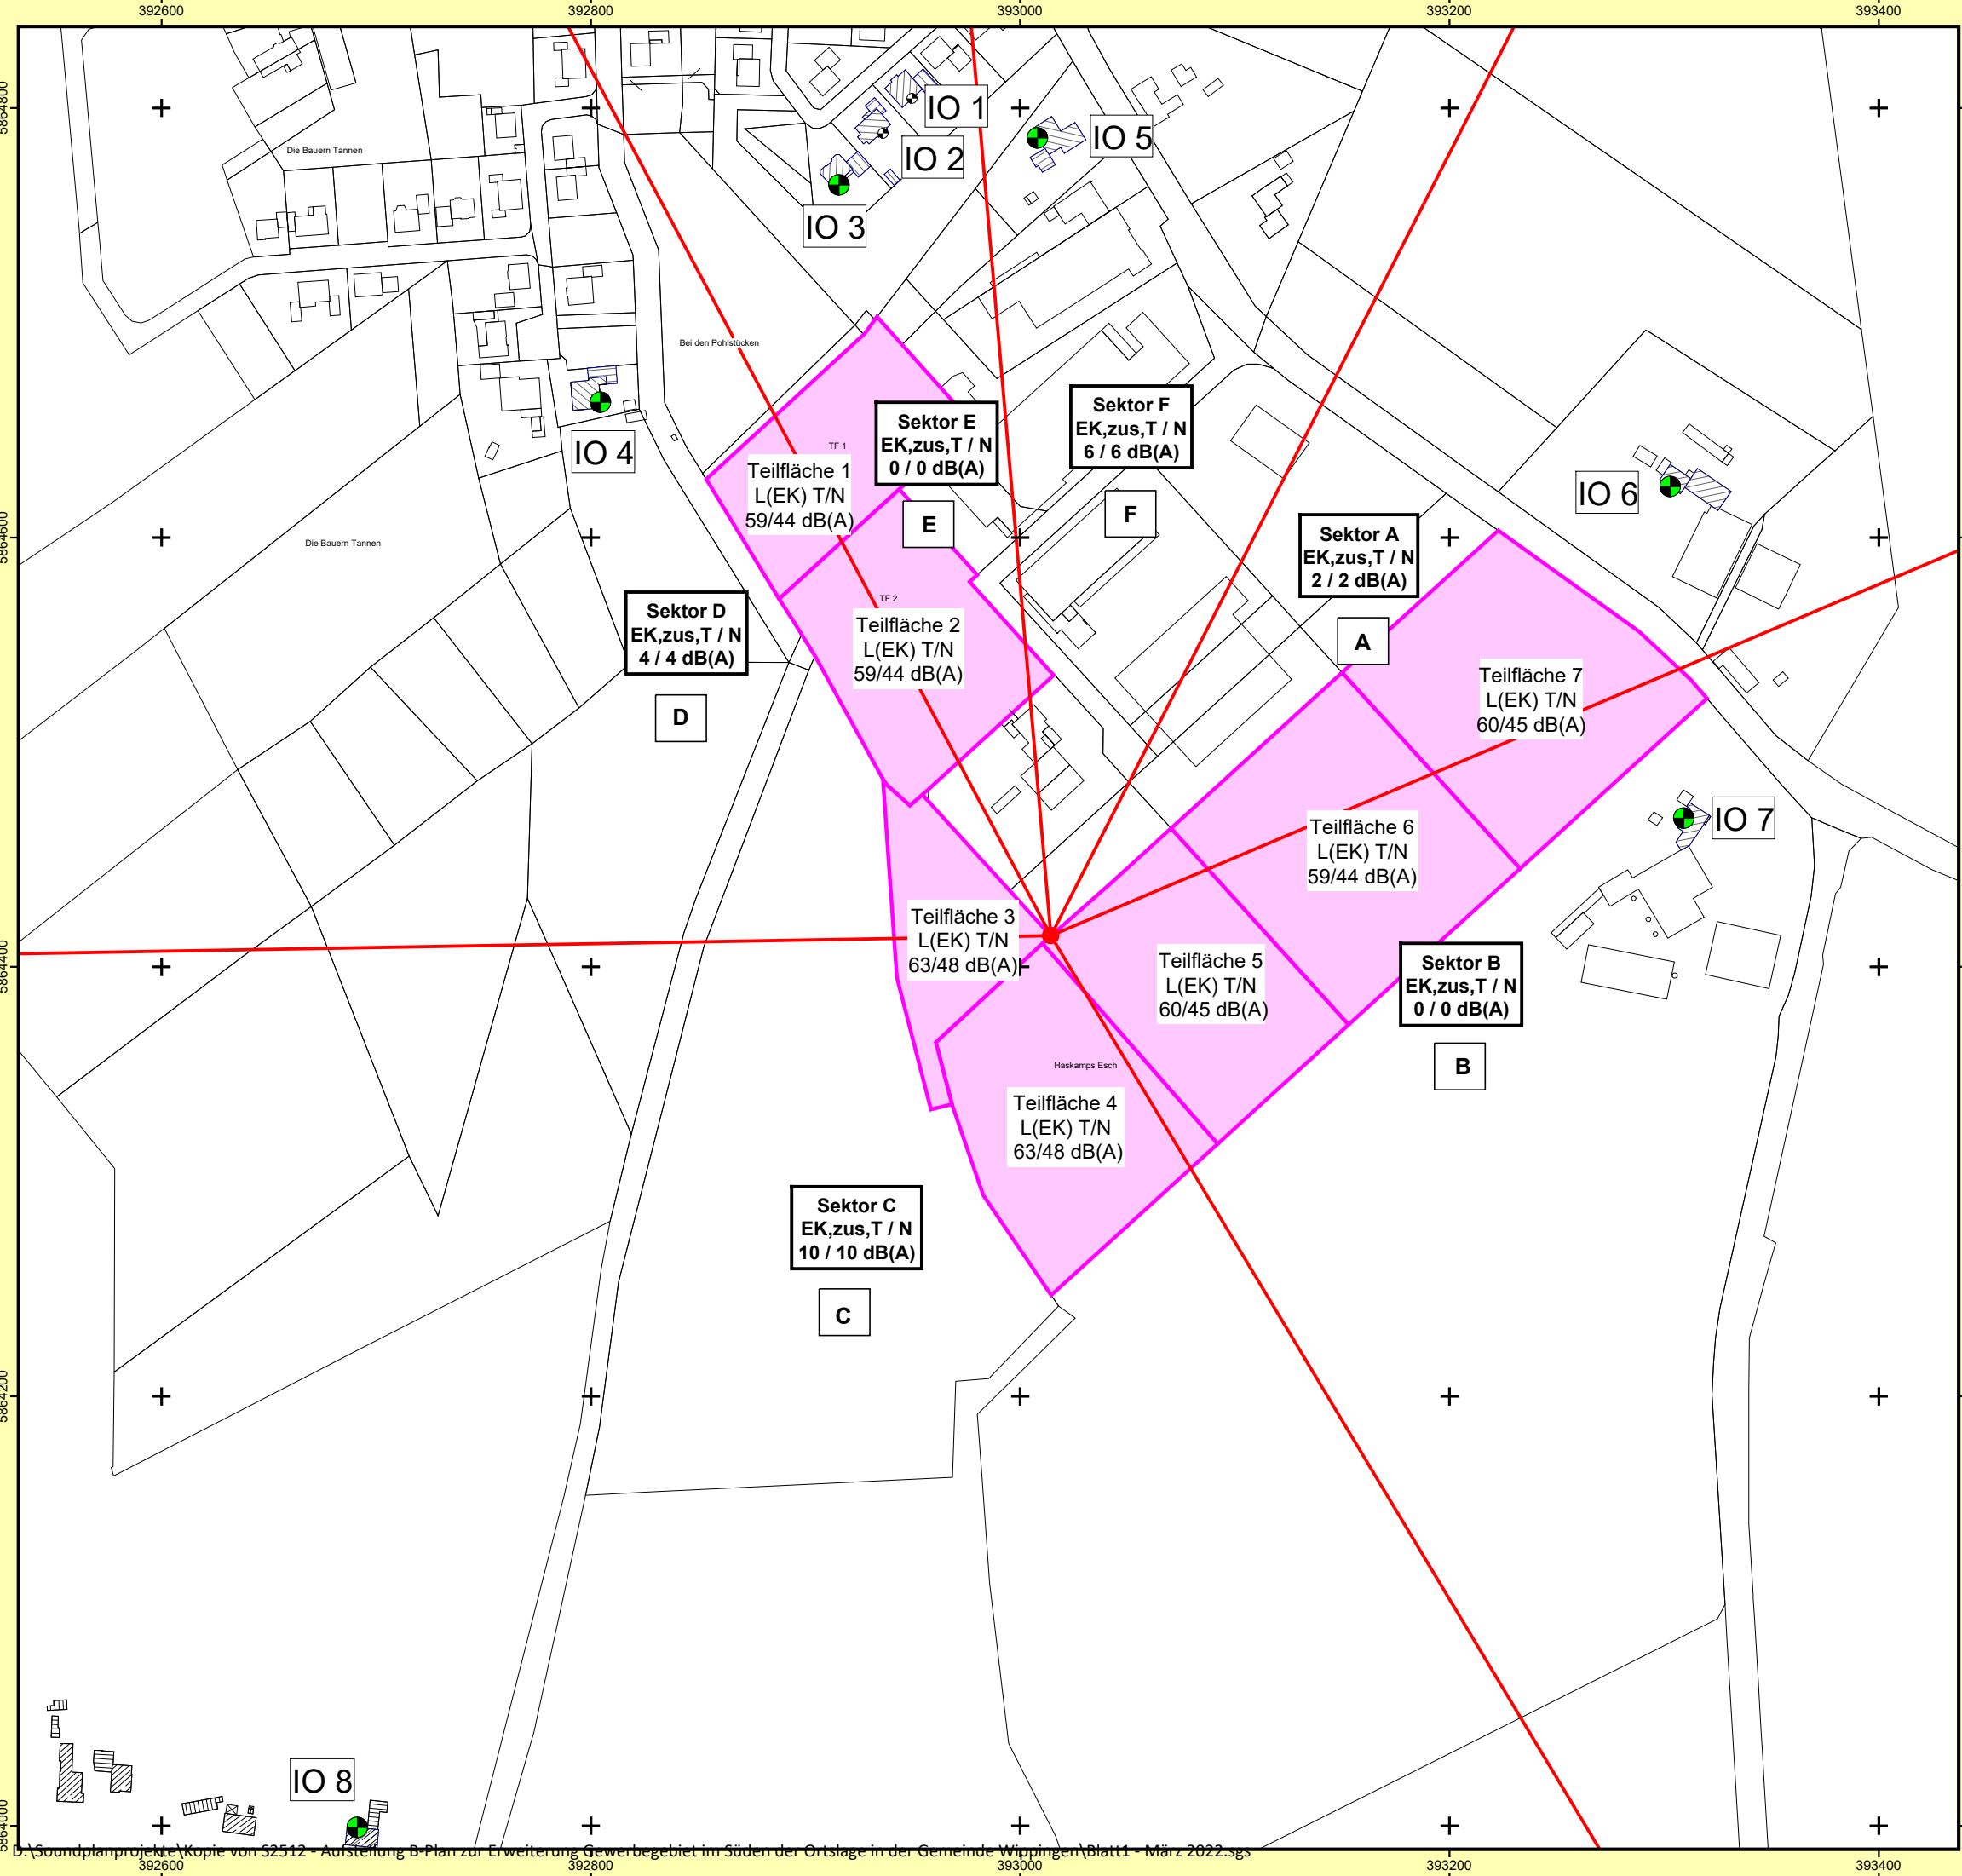 392600
392800
393000
393200
393400
5864800
5864600
5864400
5864200
5864000
Die Bauern Tannen
IO 1
IO 2
IO 3
IO 5
Bei den Pohlstücken
IO 4
Sektor E
EK,zus,T / N
0 / 0 dB(A)
E
Sektor F
EK,zus,T / N
6 / 6 dB(A)
F
TF 1
Teilfläche 1
L(EK) T/N
59/44 dB(A)
IO 6
Sektor A
EK,zus,T / N
2 / 2 dB(A)
A
Die Bauern Tannen
Sektor D
EK,zus,T / N
4 / 4 dB(A)
D
TF 2
Teilfläche 2
L(EK) T/N
59/44 dB(A)
Teilfläche 7
L(EK) T/N
60/45 dB(A)
Teilfläche 6
L(EK) T/N
59/44 dB(A)
IO 7
Teilfläche 3
L(EK) T/N
63/48 dB(A)
Teilfläche 5
L(EK) T/N
60/45 dB(A)
Sektor B
EK,zus,T / N
0 / 0 dB(A)
B
Haskamps Esch
Teilfläche 4
L(EK) T/N
63/48 dB(A)
Sektor C
EK,zus,T / N
10 / 10 dB(A)
C
IO 8
D:\Soundplanprojekte\Kopie von S2512 - Aufstellung B-Plan zur Erweiterung Gewerbegebiet im Süden der Ortslage in der Gemeinde Wippingen\Blatt1 - März 2022.sgs
392600
392800
393000
393200
393400